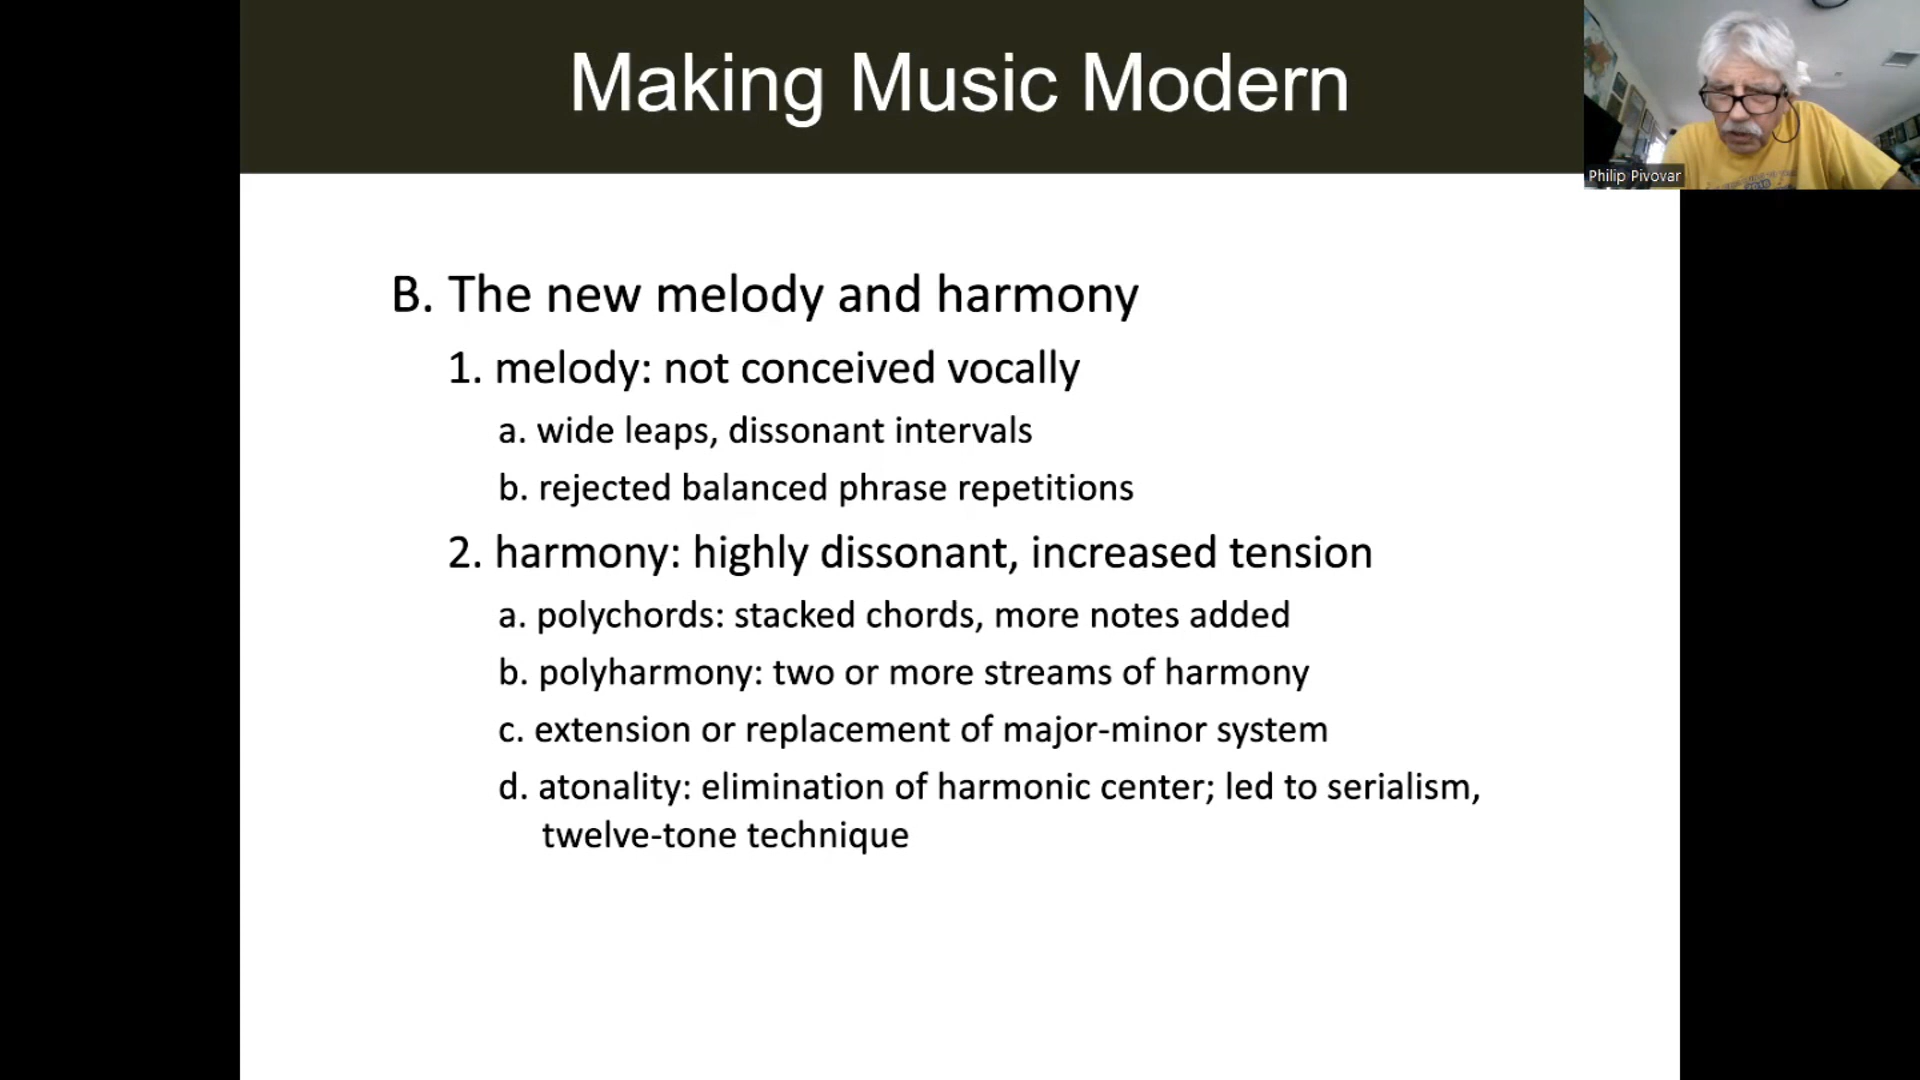 Making Music Modern
Philip Pivovar
B. The new melody and harmony
1. melody: not conceived vocally
a. wide leaps, dissonant intervals
b. rejected balanced phrase repetitions
2. harmony: highly dissonant, increased tension
a. polychords: stacked chords, more notes added
b. polyharmony: two or more streams of harmony
c. extension or replacement of major-minor system
d. atonality: elimination of harmonic center; led to serialism,
twelve-tone technique